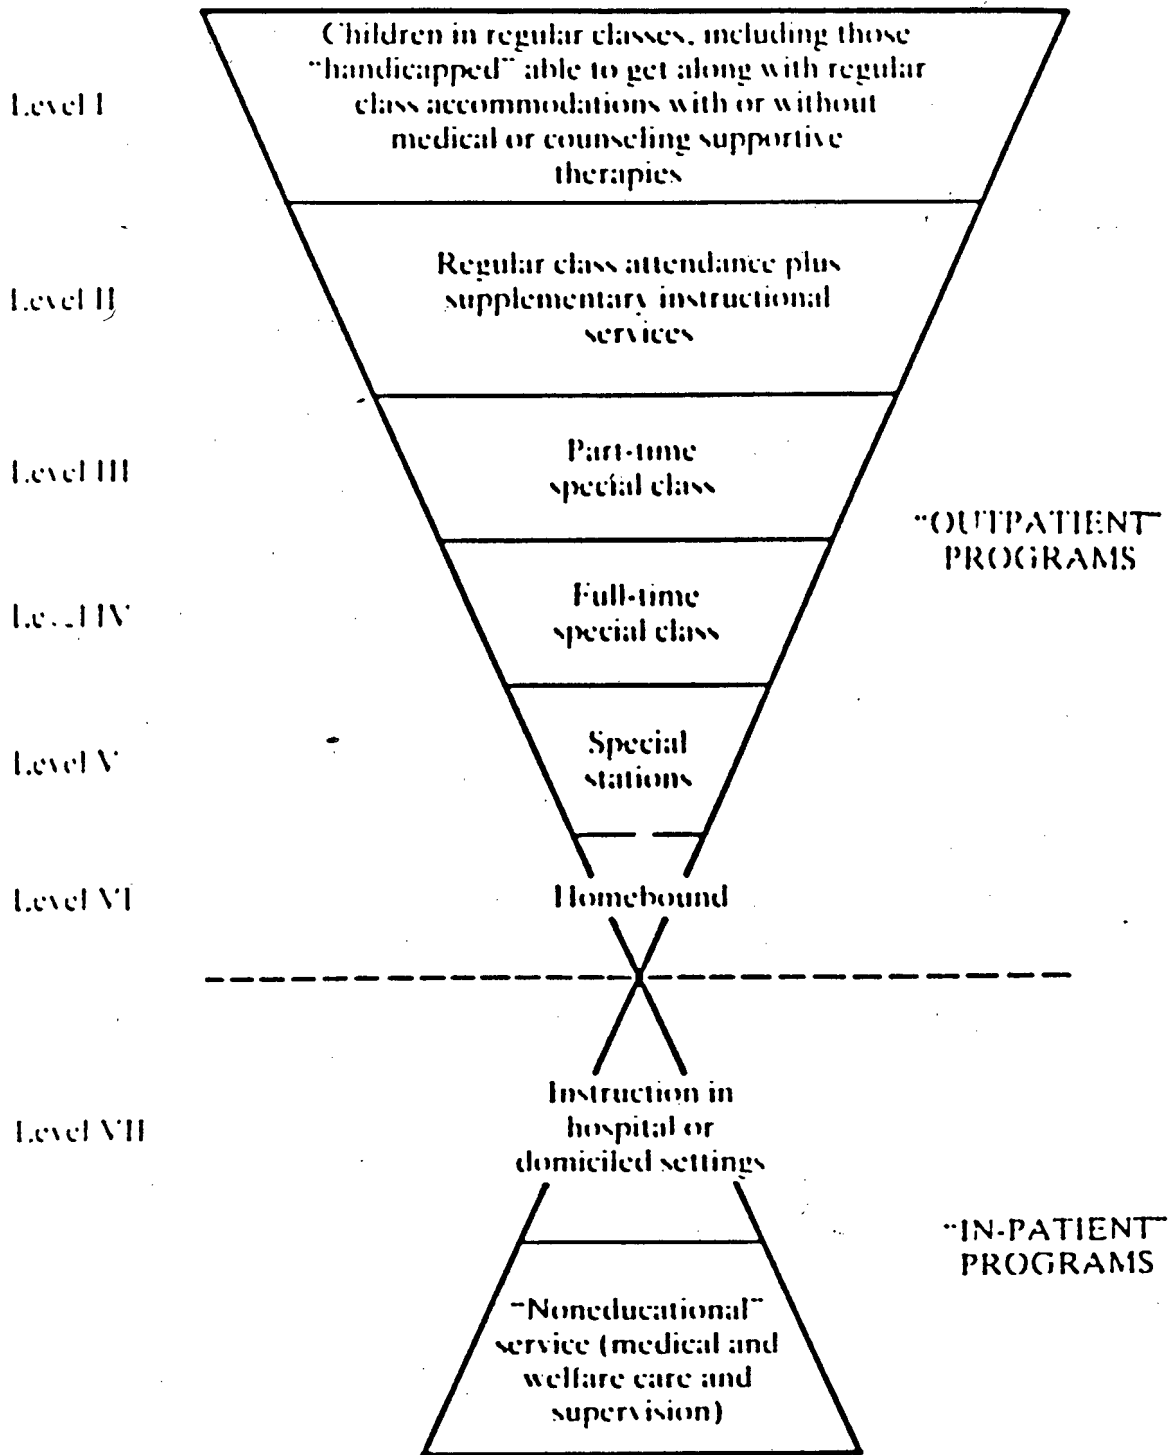 Level I
Children in regular classes, including those
"handicapped" able to get along with regular
class accommodations with or without
medical or counseling supportive
therapies
Level II
Regular class attendance plus
supplementary instructional
services
Level III
Part-time
special class
"OUTPATIENT"
PROGRAMS
Level IV
Full-time
special class
Level V
Special
stations
Level VI
Homebound
Level VII
Instruction in
hospital or
domiciled settings
"IN-PATIENT"
PROGRAMS
"Noneducational"
service (medical and
welfare care and
supervision)